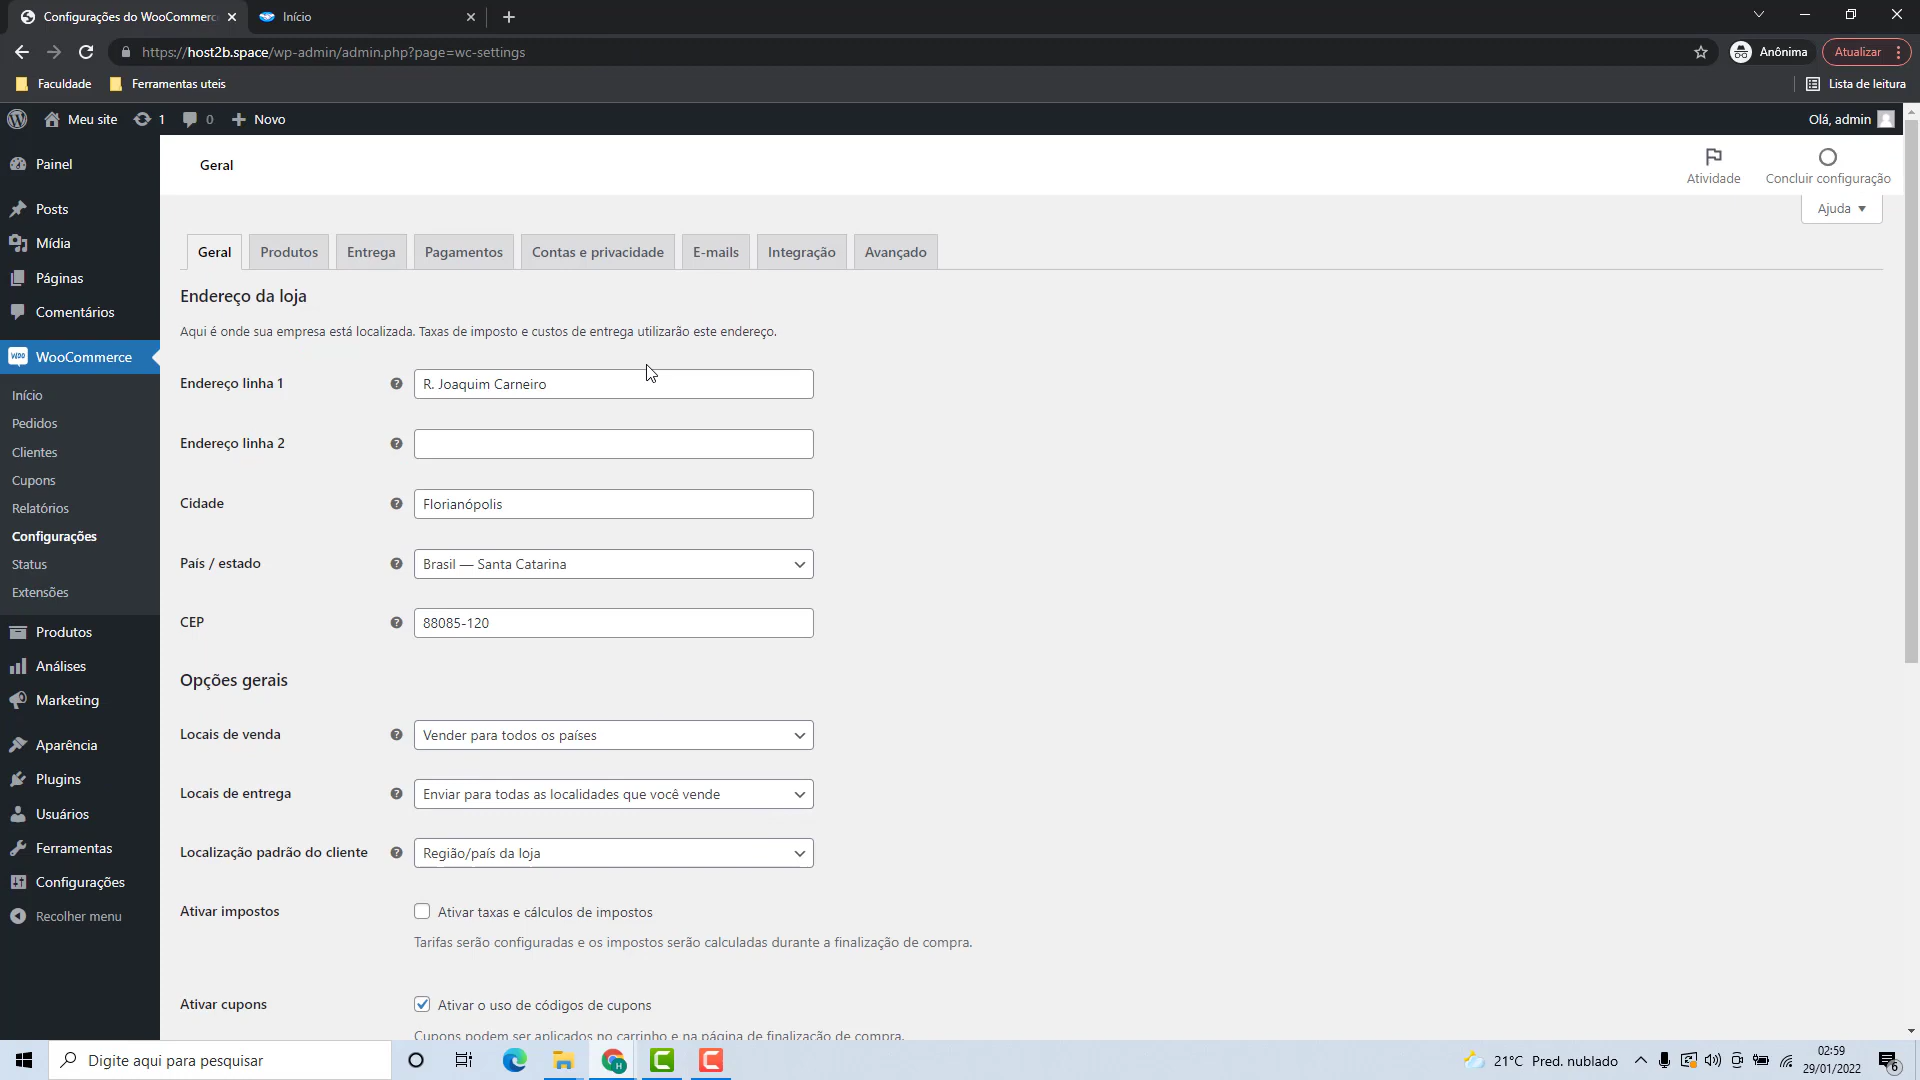 Configurações do WooCommerc
Início
https://host2b.space/wp-admin/admin.php?page=wc-settings
Anônima
Atualizar
Faculdade
Ferramentas uteis
Lista de leitura
Meu site
1
0
Novo
Olá, admin
Painel
Posts
Mídia
Páginas
Comentários
WooCommerce
Início
Pedidos
Clientes
Cupons
Relatórios
Configurações
Status
Extensões
Produtos
Análises
Marketing
Aparência
Plugins
Usuários
Ferramentas
Configurações
Recolher menu
Geral
Atividade
Concluir configuração
Ajuda
Geral
Produtos
Entrega
Pagamentos
Contas e privacidade
E-mails
Integração
Avançado
Endereço da loja
Aqui é onde sua empresa está localizada. Taxas de imposto e custos de entrega utilizarão este endereço.
Endereço linha 1
R. Joaquim Carneiro
Endereço linha 2
Cidade
Florianópolis
País / estado
Brasil — Santa Catarina
CEP
88085-120
Opções gerais
Locais de venda
Vender para todos os países
Locais de entrega
Enviar para todas as localidades que você vende
Localização padrão do cliente
Região/país da loja
Ativar impostos
Ativar taxas e cálculos de impostos
Tarifas serão configuradas e os impostos serão calculadas durante a finalização de compra.
Ativar cupons
Ativar o uso de códigos de cupons
Cupons podem ser aplicados no carrinho e na página de finalização de compra.
Digite aqui para pesquisar
21°C Pred. nublado
02:59
29/01/2022
6